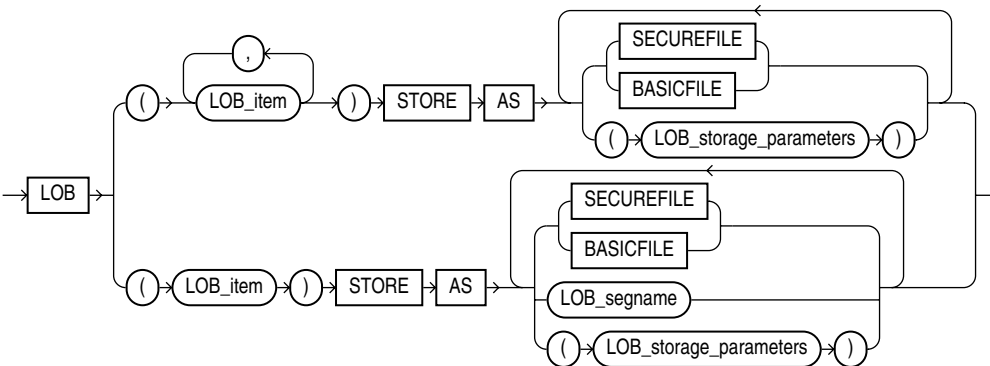 ,
SECUREFILE
BASICFILE
( LOB_item ) STORE AS
( LOB_storage_parameters )
LOB
SECUREFILE
BASICFILE
( LOB_item ) STORE AS
LOB_segname
( LOB_storage_parameters )